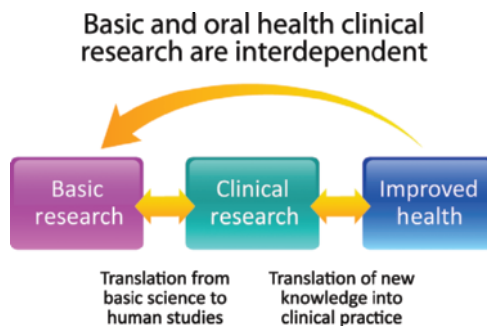 Basic and oral health clinical
research are interdependent
Basic
research
Clinical
research
Improved
health
Translation from
basic science to
human studies
Translation of new
knowledge into
clinical practice